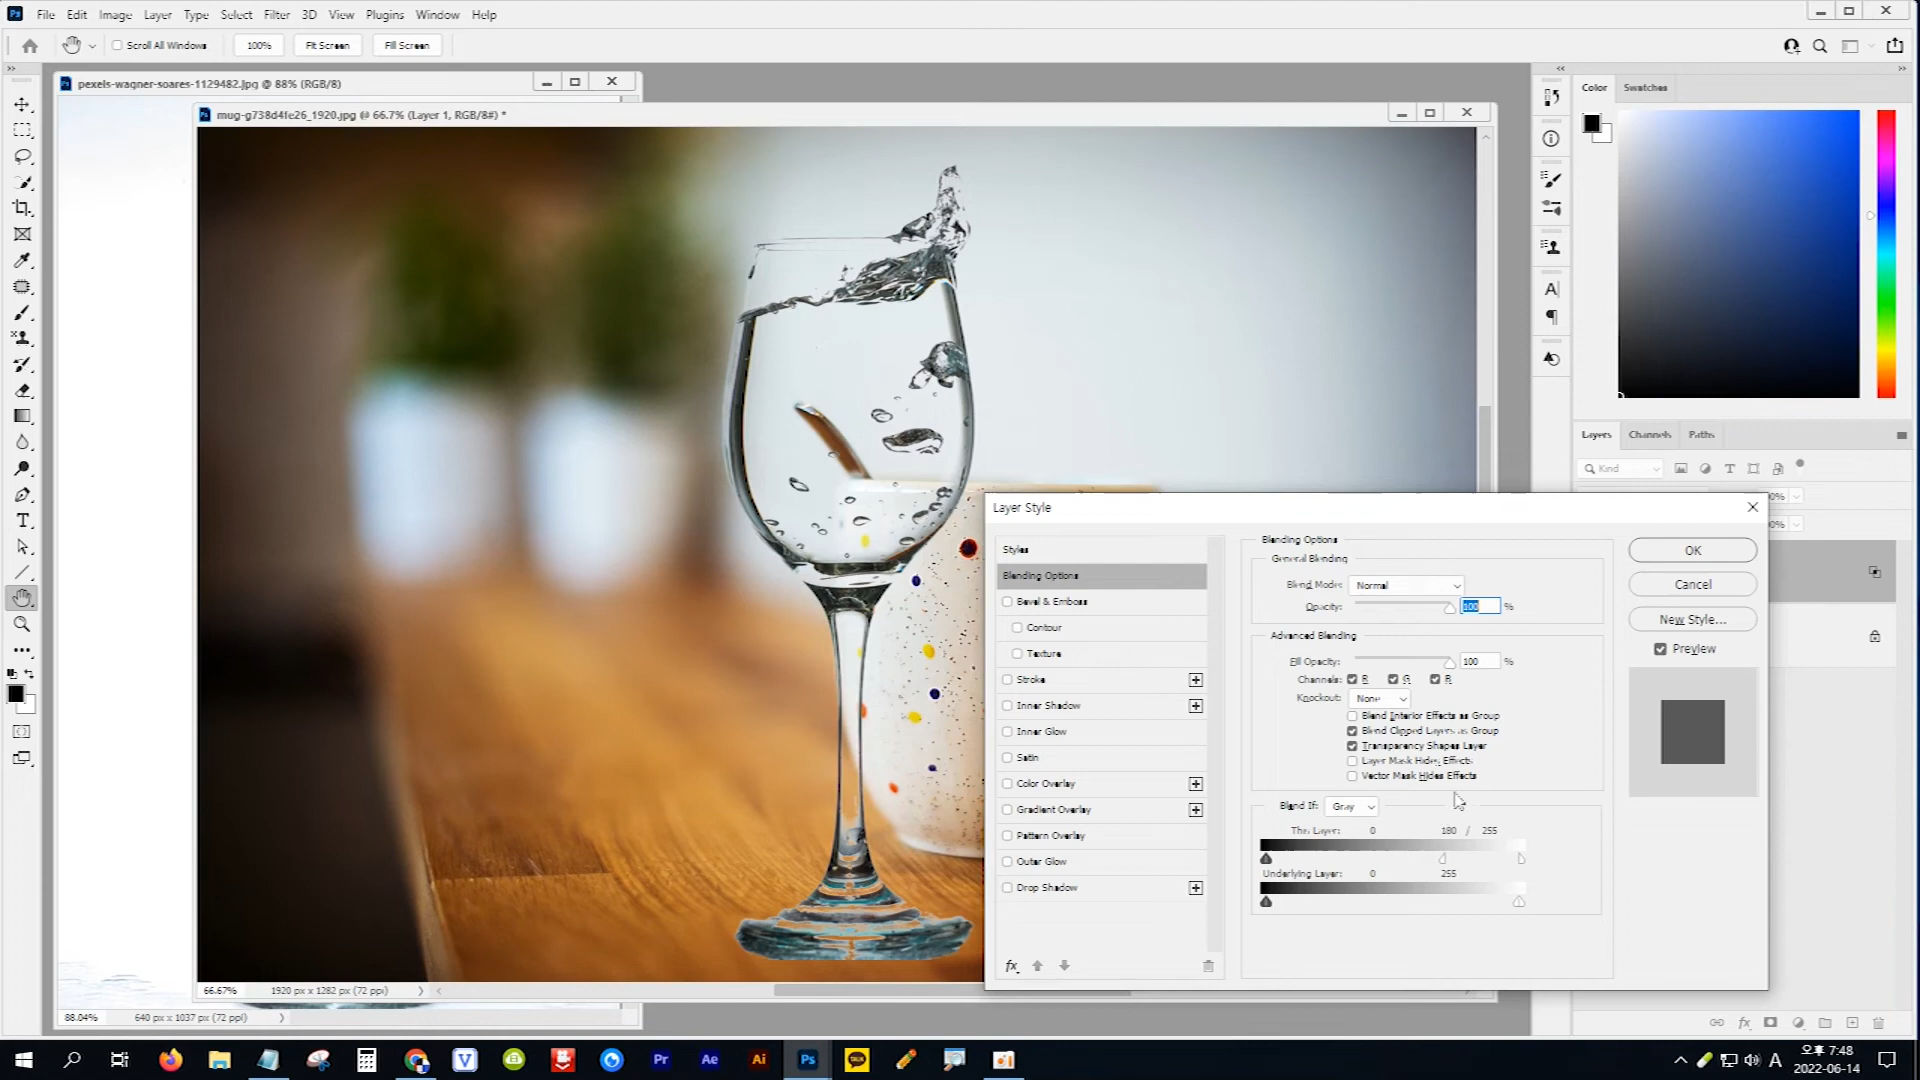 Ps File Edit Image Layer Type Select Filter 3D View Plugins Window Help
Scroll All Windows 100% Fit Screen Fill Screen
pexels-wagner-soares-1129482.jpg @ 88% (RGB/8)
mug-g738d4fe26_1920.jpg @ 66.7% (Layer 1, RGB/8#) *
Color Swatches
Layers Channels Paths
Kind
Layer Style
Styles
Blending Options
Bevel & Emboss
Contour
Texture
Stroke
Inner Shadow
Inner Glow
Satin
Color Overlay
Gradient Overlay
Pattern Overlay
Outer Glow
Drop Shadow
fx
Blending Options
General Blending
Blend Mode: Normal
Opacity: 100 %
Advanced Blending
Fill Opacity: 100 %
Channels: R G B
Knockout: None
Blend Interior Effects as Group
Blend Clipped Layers as Group
Transparency Shapes Layer
Layer Mask Hides Effects
Vector Mask Hides Effects
Blend If: Gray
This Layer: 0 180 / 255
Underlying Layer: 0 255
OK
Cancel
New Style...
Preview
66.67% 1920 px x 1282 px (72 ppi)
88.04% 640 px x 1037 px (72 ppi)
fx
V Pr Ae Ai Ps TALK A 오후 7:48
2022-06-14